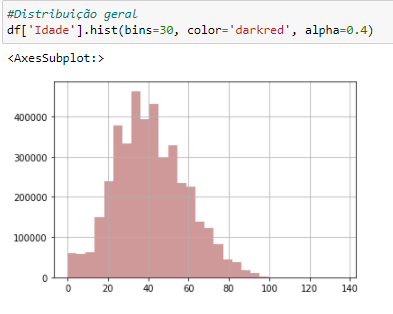 #Distribuição geral
df['Idade'].hist(bins=30, color='darkred', alpha=0.4)
<AxesSubplot:>
400000
300000
200000
100000
0
0 20 40 60 80 100 120 140